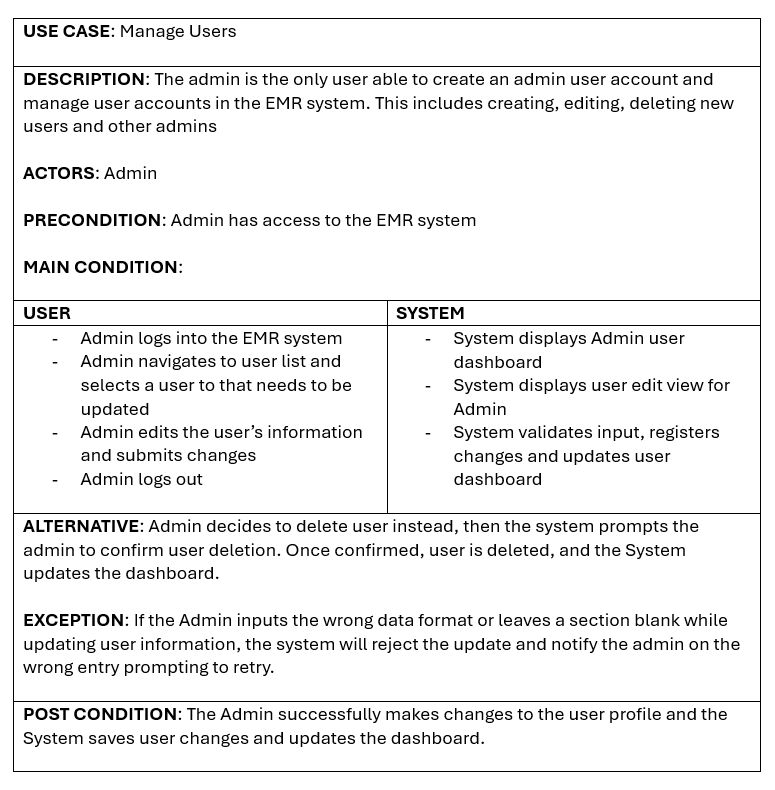 USE CASE: Manage Users
DESCRIPTION: The admin is the only user able to create an admin user account and
manage user accounts in the EMR system. This includes creating, editing, deleting new
users and other admins
ACTORS: Admin
PRECONDITION: Admin has access to the EMR system
MAIN CONDITION:
USER
- Admin logs into the EMR system
- Admin navigates to user list and
selects a user to that needs to be
updated
- Admin edits the user’s information
and submits changes
- Admin logs out
SYSTEM
- System displays Admin user
dashboard
- System displays user edit view for
Admin
- System validates input, registers
changes and updates user
dashboard
ALTERNATIVE: Admin decides to delete user instead, then the system prompts the
admin to confirm user deletion. Once confirmed, user is deleted, and the System
updates the dashboard.
EXCEPTION: If the Admin inputs the wrong data format or leaves a section blank while
updating user information, the system will reject the update and notify the admin on the
wrong entry prompting to retry.
POST CONDITION: The Admin successfully makes changes to the user profile and the
System saves user changes and updates the dashboard.